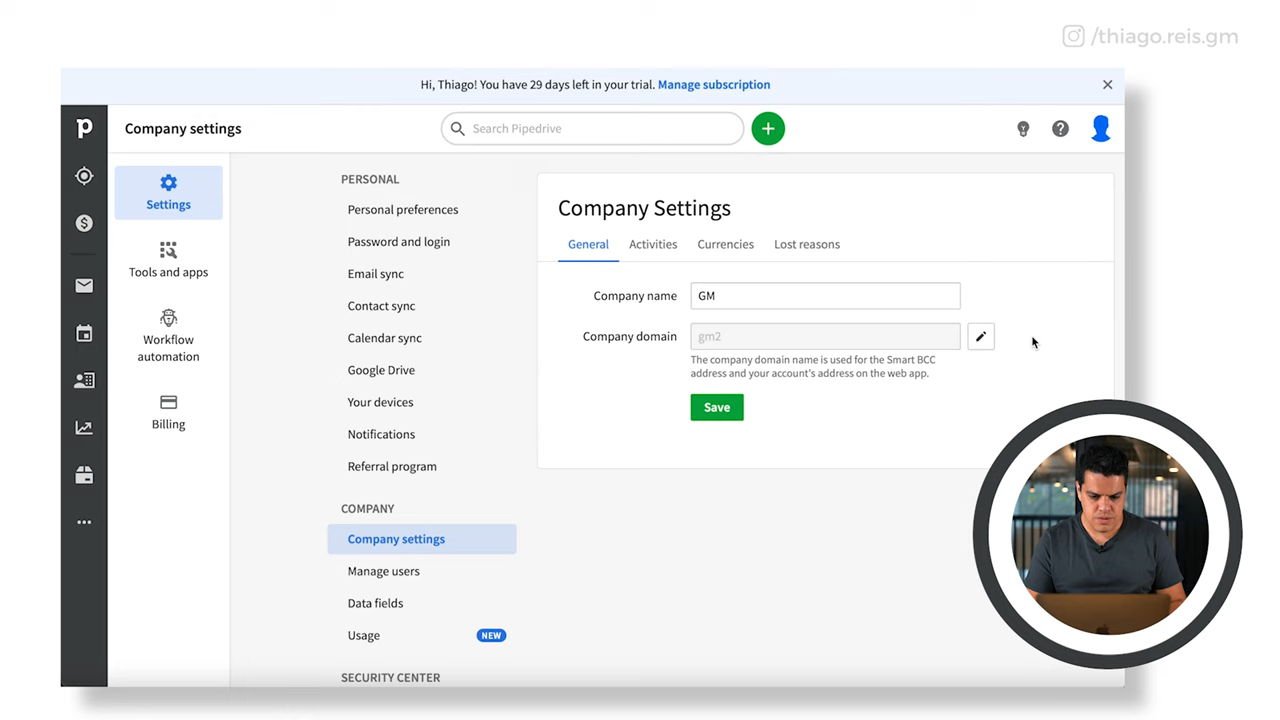 /thiago.reis.gm
Hi, Thiago! You have 29 days left in your trial. Manage subscription
p
Company settings
Search Pipedrive
Settings
Tools and apps
Workflow
automation
Billing
PERSONAL
Personal preferences
Password and login
Email sync
Contact sync
Calendar sync
Google Drive
Your devices
Notifications
Referral program
COMPANY
Company settings
Manage users
Data fields
Usage NEW
SECURITY CENTER
Company Settings
General Activities Currencies Lost reasons
Company name GM
Company domain gm2
The company domain name is used for the Smart BCC
address and your account's address on the web app.
Save